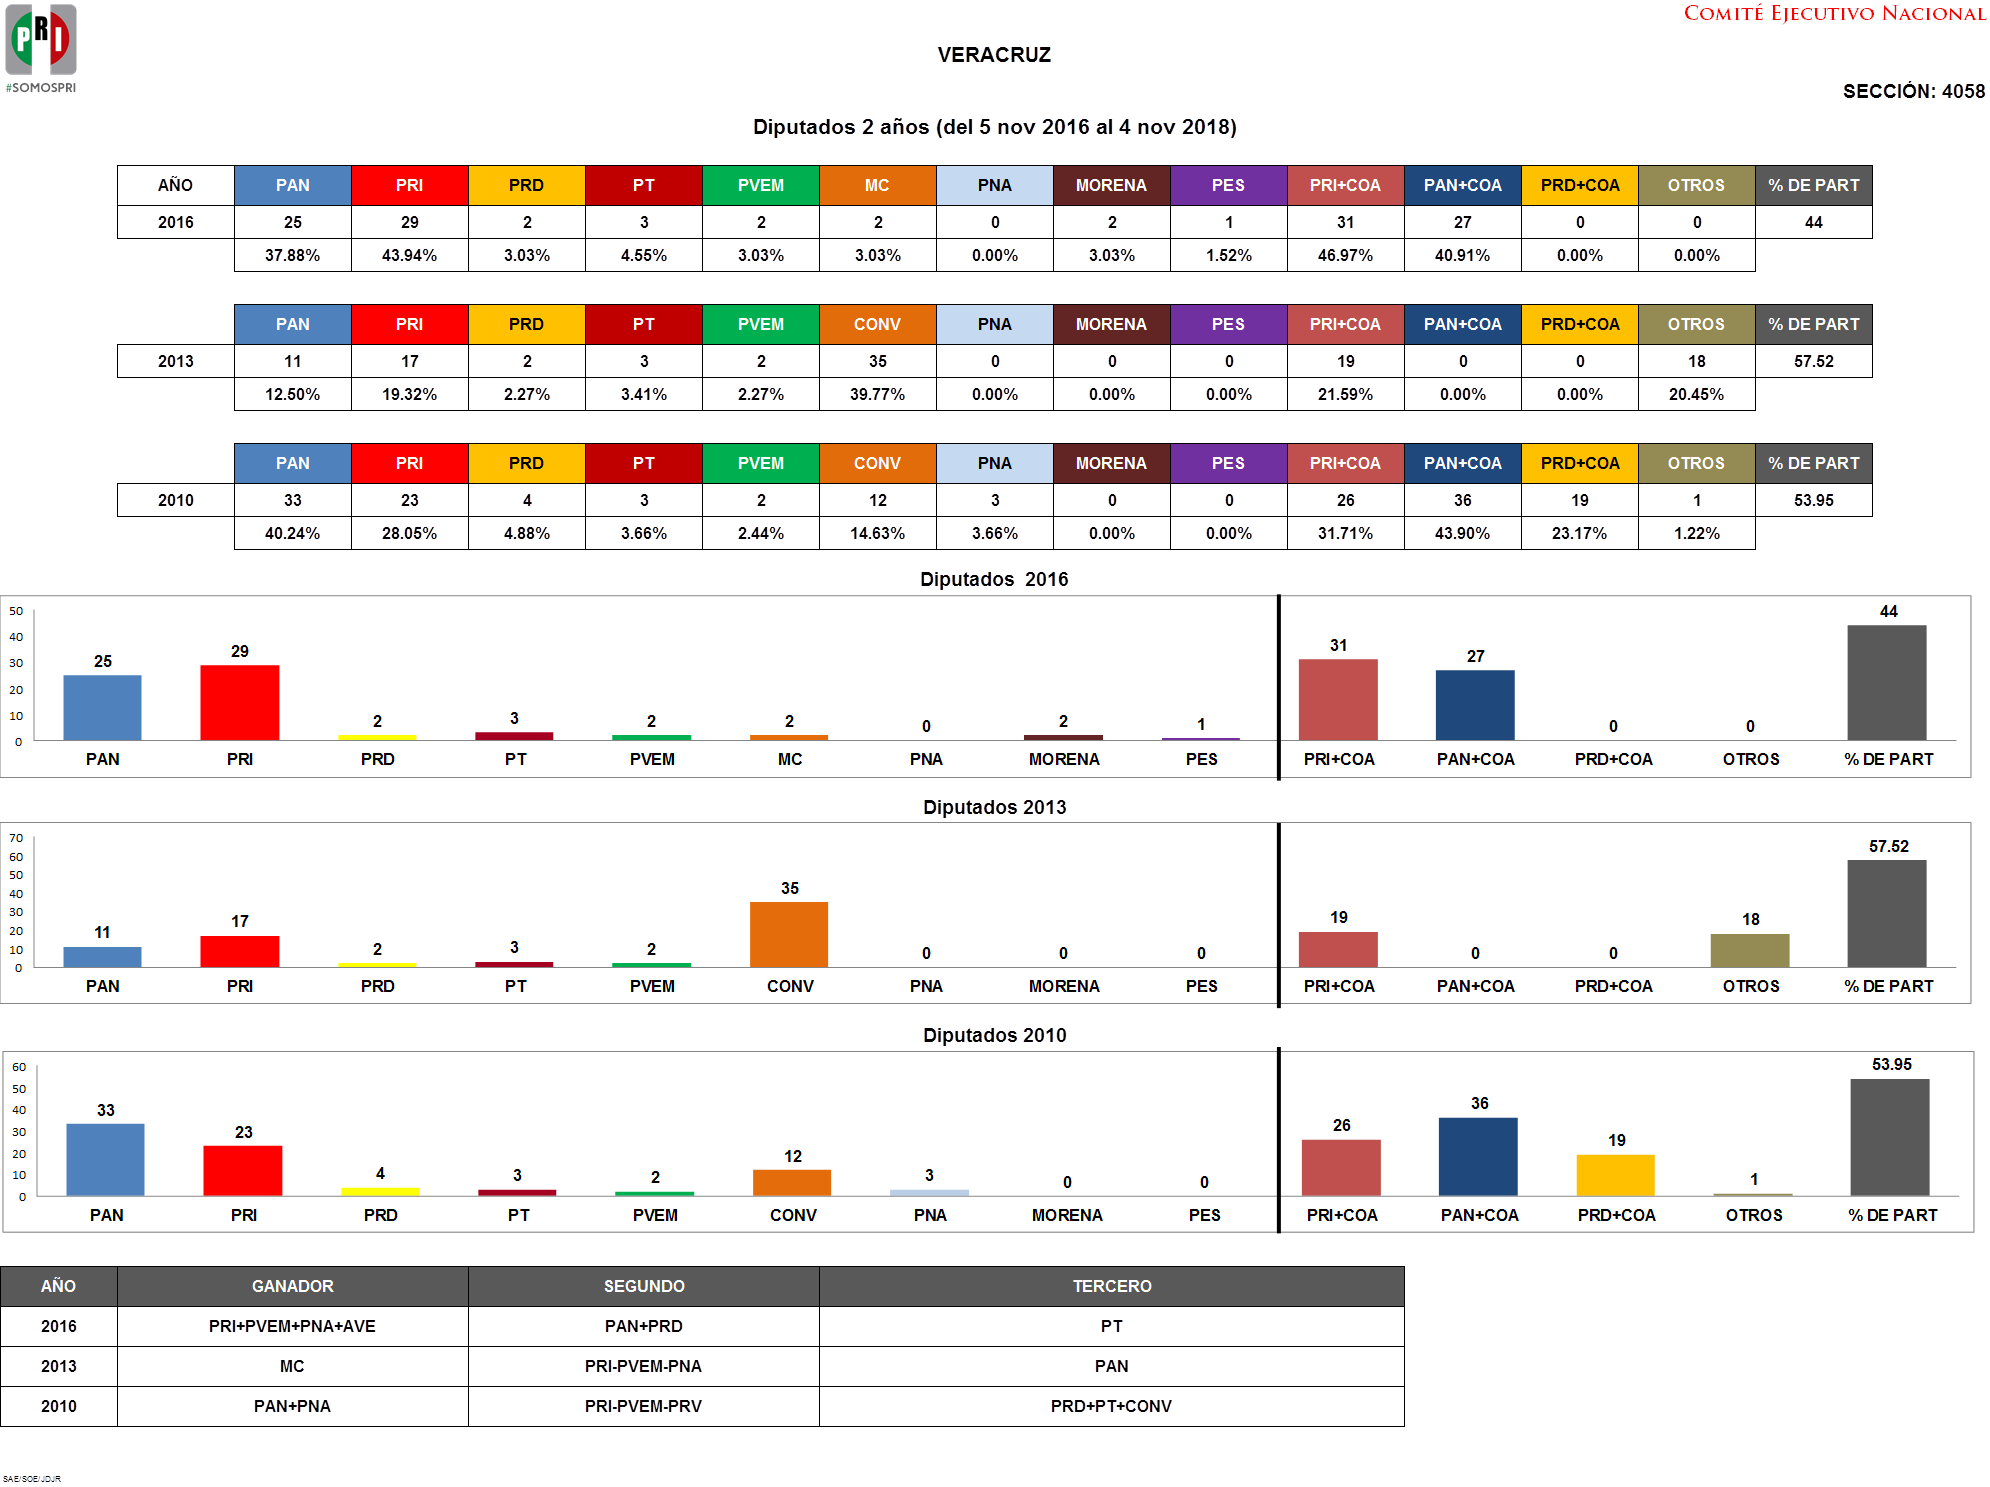 COMITÉ EJECUTIVO NACIONAL
PRI
#SOMOSPRI
VERACRUZ
SECCIÓN: 4058
Diputados 2 años (del 5 nov 2016 al 4 nov 2018)
AÑO PAN PRI PRD PT PVEM MC PNA MORENA PES PRI+COA PAN+COA PRD+COA OTROS % DE PART
2016 25 29 2 3 2 2 0 2 1 31 27 0 0 44
37.88% 43.94% 3.03% 4.55% 3.03% 3.03% 0.00% 3.03% 1.52% 46.97% 40.91% 0.00% 0.00%
PAN PRI PRD PT PVEM CONV PNA MORENA PES PRI+COA PAN+COA PRD+COA OTROS % DE PART
2013 11 17 2 3 2 35 0 0 0 19 0 0 18 57.52
12.50% 19.32% 2.27% 3.41% 2.27% 39.77% 0.00% 0.00% 0.00% 21.59% 0.00% 0.00% 20.45%
PAN PRI PRD PT PVEM CONV PNA MORENA PES PRI+COA PAN+COA PRD+COA OTROS % DE PART
2010 33 23 4 3 2 12 3 0 0 26 36 19 1 53.95
40.24% 28.05% 4.88% 3.66% 2.44% 14.63% 3.66% 0.00% 0.00% 31.71% 43.90% 23.17% 1.22%
Diputados 2016
50
40
30
20
10
0
25 29 2 3 2 2 0 2 1 31 27 0 0 44
PAN PRI PRD PT PVEM MC PNA MORENA PES PRI+COA PAN+COA PRD+COA OTROS % DE PART
Diputados 2013
70
60
50
40
30
20
10
0
11 17 2 3 2 35 0 0 0 19 0 0 18 57.52
PAN PRI PRD PT PVEM CONV PNA MORENA PES PRI+COA PAN+COA PRD+COA OTROS % DE PART
Diputados 2010
60
50
40
30
20
10
0
33 23 4 3 2 12 3 0 0 26 36 19 1 53.95
PAN PRI PRD PT PVEM CONV PNA MORENA PES PRI+COA PAN+COA PRD+COA OTROS % DE PART
AÑO GANADOR SEGUNDO TERCERO
2016 PRI+PVEM+PNA+AVE PAN+PRD PT
2013 MC PRI-PVEM-PNA PAN
2010 PAN+PNA PRI-PVEM-PRV PRD+PT+CONV
SAE/SOE/JDJR